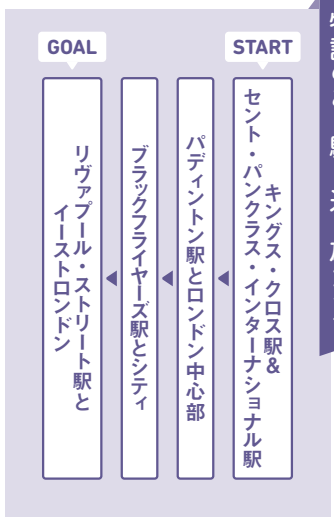 START
キングス・クロス駅&
セント・パンクラス・インターナショナル駅
パディントン駅とロンドン中心部
ブラックフライヤーズ駅とシティ
リヴァプール・ストリート駅と
イーストロンドン
GOAL